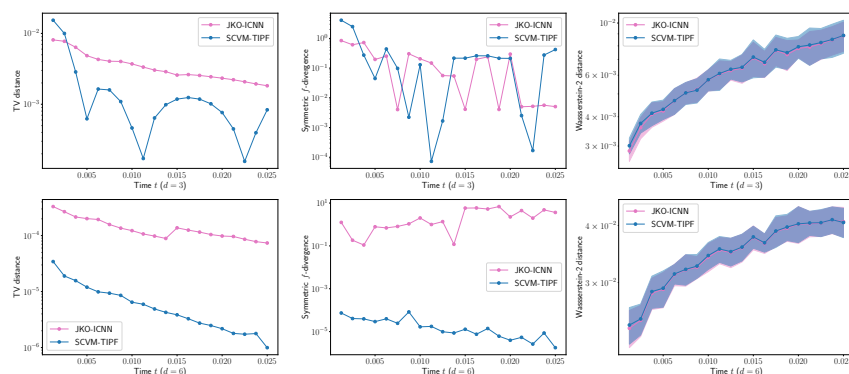 JKO-ICNN
SCVM-TIPF
TV distance
10⁻²
10⁻³
0.005 0.010 0.015 0.020 0.025
Time t (d = 3)
JKO-ICNN
SCVM-TIPF
Symmetric f-divergence
10⁰
10⁻¹
10⁻²
10⁻³
10⁻⁴
0.005 0.010 0.015 0.020 0.025
Time t (d = 3)
JKO-ICNN
SCVM-TIPF
Wasserstein-2 distance
10⁻²
6 × 10⁻³
4 × 10⁻³
3 × 10⁻³
0.005 0.010 0.015 0.020 0.025
Time t (d = 3)
JKO-ICNN
SCVM-TIPF
TV distance
10⁻⁴
10⁻⁵
10⁻⁶
0.005 0.010 0.015 0.020 0.025
Time t (d = 6)
JKO-ICNN
SCVM-TIPF
Symmetric f-divergence
10¹
10⁻¹
10⁻³
10⁻⁵
0.005 0.010 0.015 0.020 0.025
Time t (d = 6)
JKO-ICNN
SCVM-TIPF
Wasserstein-2 distance
4 × 10⁻²
3 × 10⁻²
0.005 0.010 0.015 0.020 0.025
Time t (d = 6)